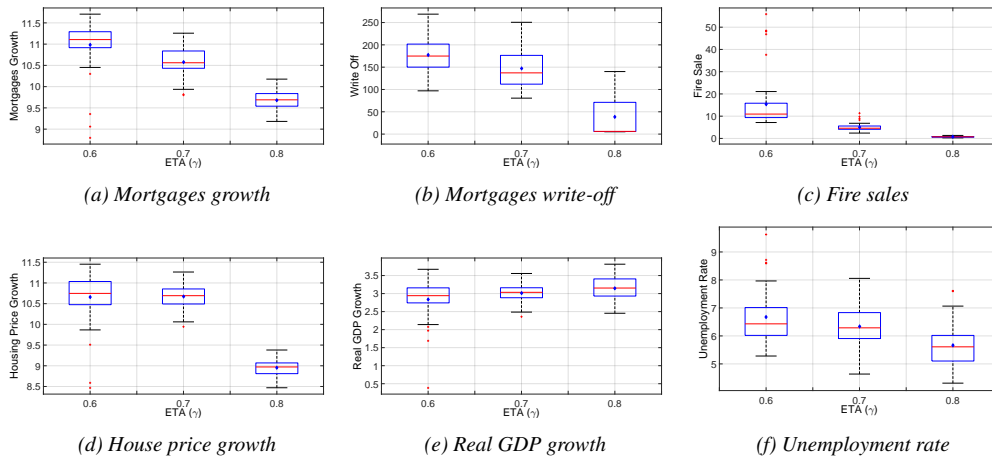 Mortgages Growth
11.5
11
10.5
10
9.5
9
0.6 0.7 0.8
ETA (γ)
(a) Mortgages growth
Write Off
250
200
150
100
50
0
0.6 0.7 0.8
ETA (γ)
(b) Mortgages write-off
Fire Sale
50
40
30
20
10
0
0.6 0.7 0.8
ETA (γ)
(c) Fire sales
Housing Price Growth
11.5
11
10.5
10
9.5
9
8.5
0.6 0.7 0.8
ETA (γ)
(d) House price growth
Real GDP Growth
3.5
3
2.5
2
1.5
1
0.5
0.6 0.7 0.8
ETA (γ)
(e) Real GDP growth
Unemployment Rate
9
8
7
6
5
0.6 0.7 0.8
ETA (γ)
(f) Unemployment rate